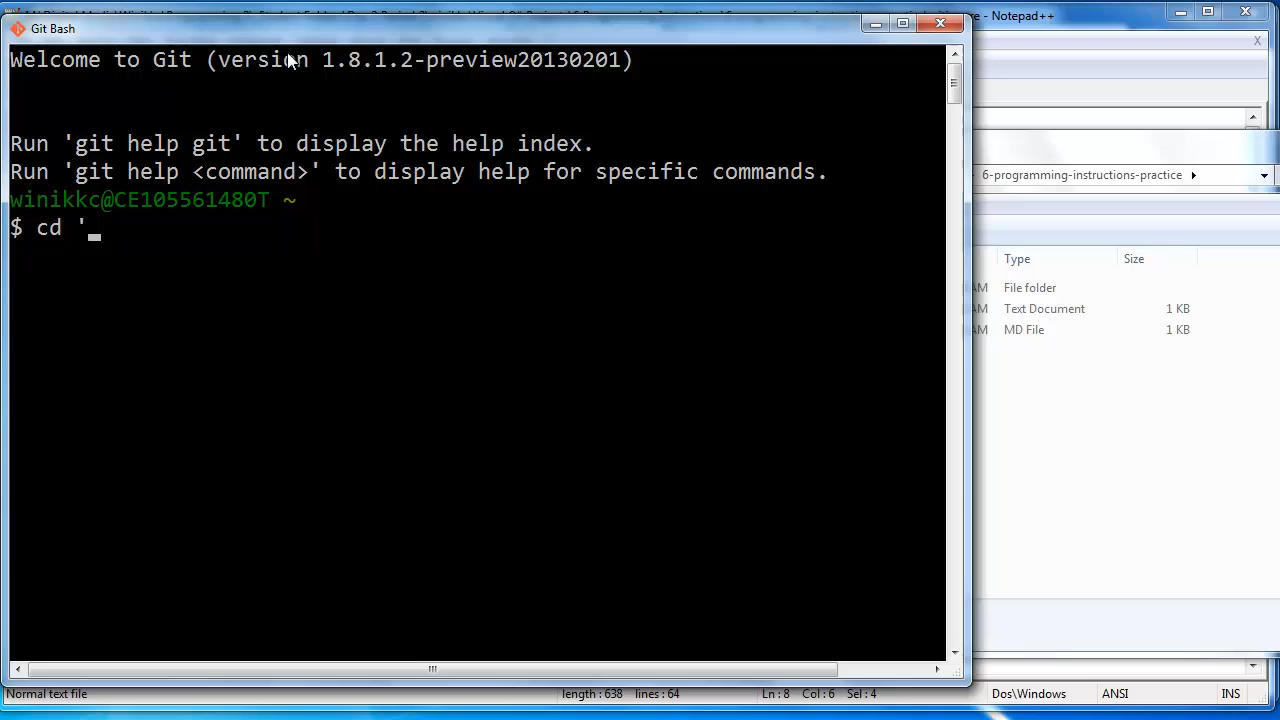 - Notepad++
Git Bash
X
Welcome to Git (version 1.8.1.2-preview20130201)
Run 'git help git' to display the help index.
Run 'git help <command>' to display help for specific commands.
winikkc@CE105561480T ~
$ cd '
6-programming-instructions-practice
Type Size
AM File folder
AM Text Document 1 KB
AM MD File 1 KB
Normal text file length : 638 lines : 64 Ln : 8 Col : 6 Sel : 4 Dos\Windows ANSI INS